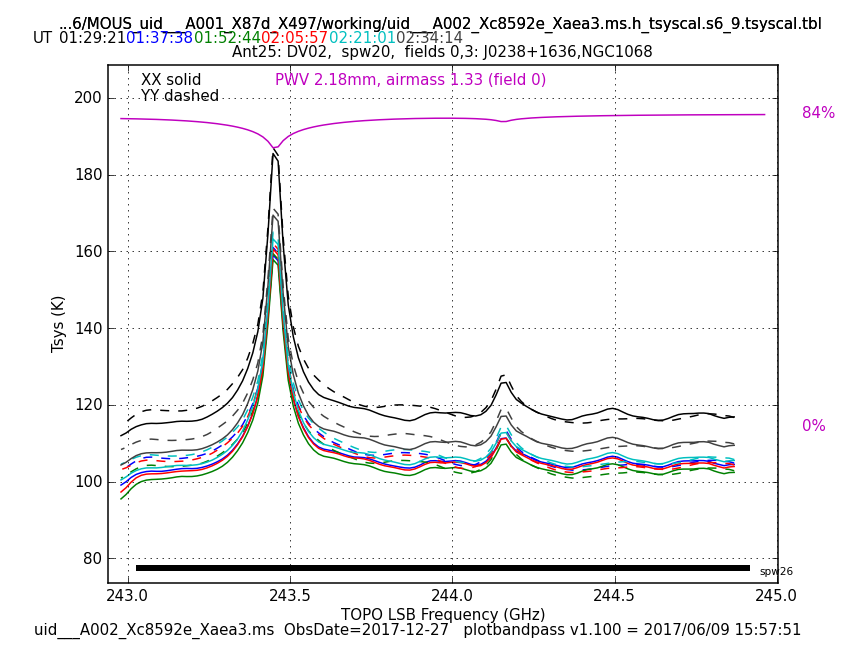 ...6/MOUS_uid___A001_X87d_X497/working/uid___A002_Xc8592e_Xaea3.ms.h_tsyscal.s6_9.tsyscal.tbl
UT 01:29:21 01:37:38 01:52:44 02:05:57 02:21:01 02:34:14
Ant25: DV02, spw20, fields 0,3: J0238+1636,NGC1068
XX solid
PWV 2.18mm, airmass 1.33 (field 0)
YY dashed
84%
0%
200
180
160
140
120
100
80
Tsys (K)
spw26
243.0 243.5 244.0 244.5 245.0
TOPO LSB Frequency (GHz)
uid___A002_Xc8592e_Xaea3.ms ObsDate=2017-12-27 plotbandpass v1.100 = 2017/06/09 15:57:51